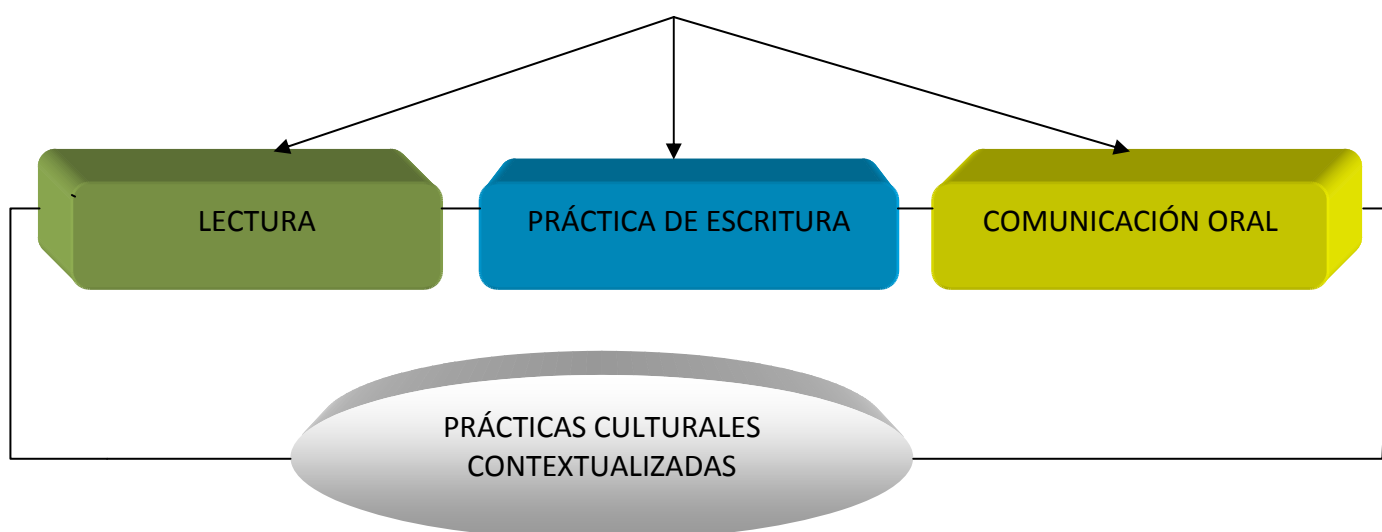 LECTURA
PRÁCTICA DE ESCRITURA
COMUNICACIÓN ORAL
PRÁCTICAS CULTURALES
CONTEXTUALIZADAS